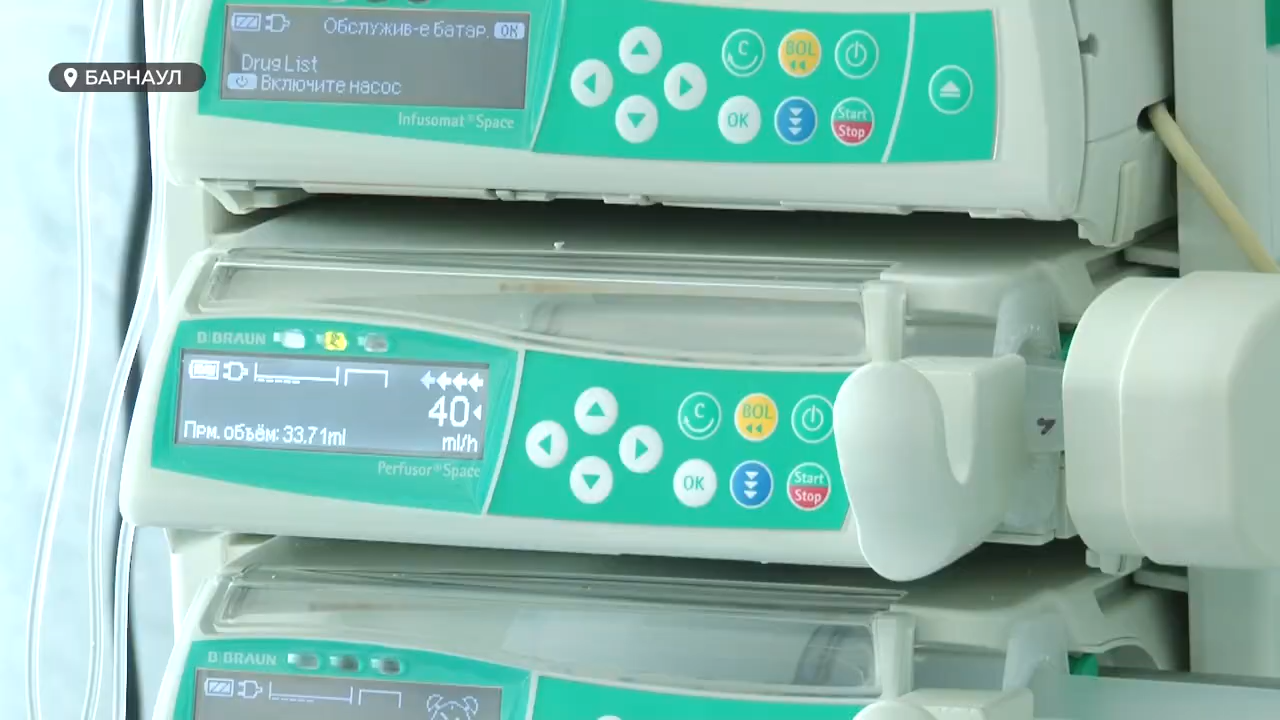 Обслужив-е батар. OK
Drug List
Включите насос
БАРНАУЛ
Infusomat® Space
C
BOL
OK
Start
Stop
B|BRAUN
40
Прм. объём: 33.71ml
ml/h
Perfusor® Space
C
BOL
OK
Start
Stop
B|BRAUN